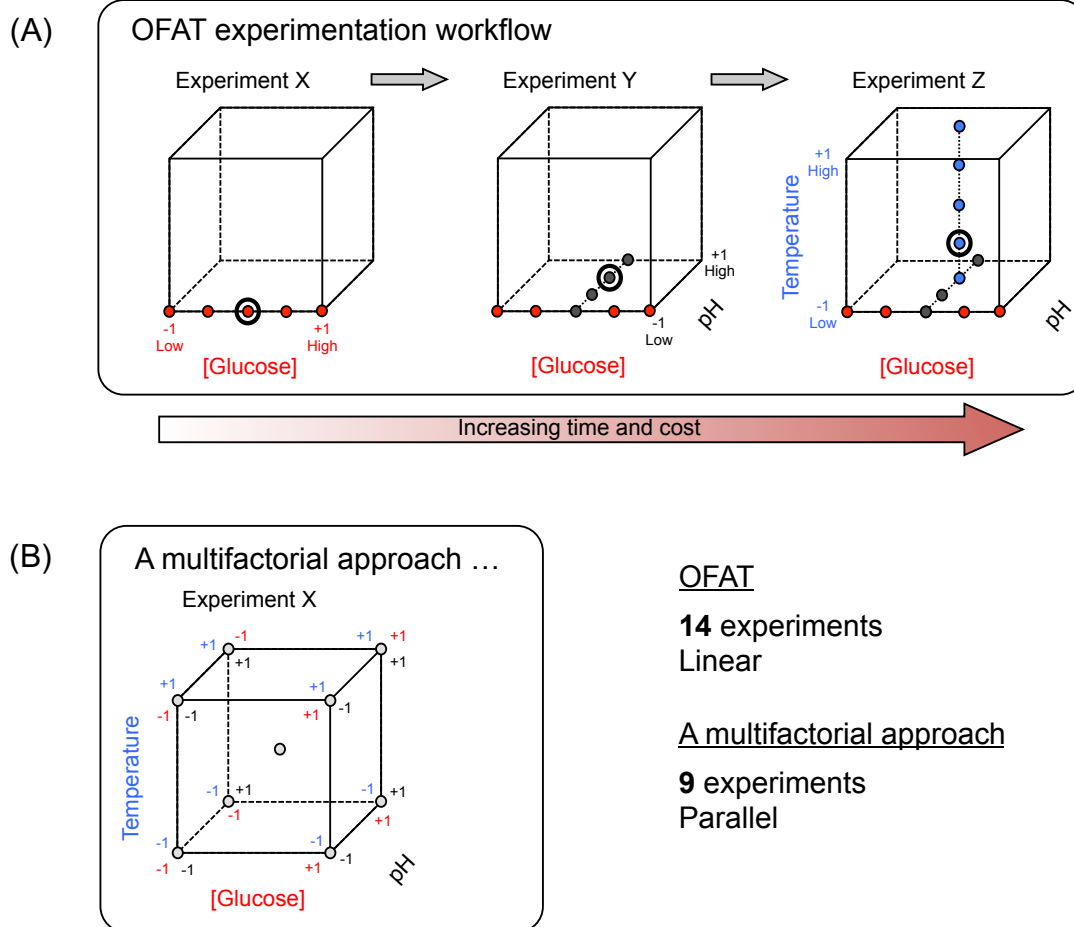 (A)
OFAT experimentation workflow
Experiment X
Experiment Y
Experiment Z
+1
High
Temperature
-1
Low
+1
High
pH
-1
Low
pH
-1
Low
+1
High
[Glucose]
[Glucose]
[Glucose]
Increasing time and cost
(B)
A multifactorial approach …
Experiment X
+1 -1 +1
+1 +1 +1
+1 -1 -1
+1 +1 -1
Temperature
-1 +1 -1
-1 +1 +1
-1 -1 -1
-1 +1 -1
pH
[Glucose]
OFAT
14 experiments
Linear
A multifactorial approach
9 experiments
Parallel